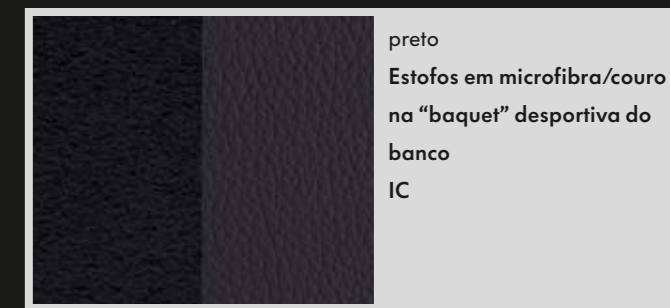 preto
Estofos em microfibra/couro
na “baquet” desportiva do
banco
IC